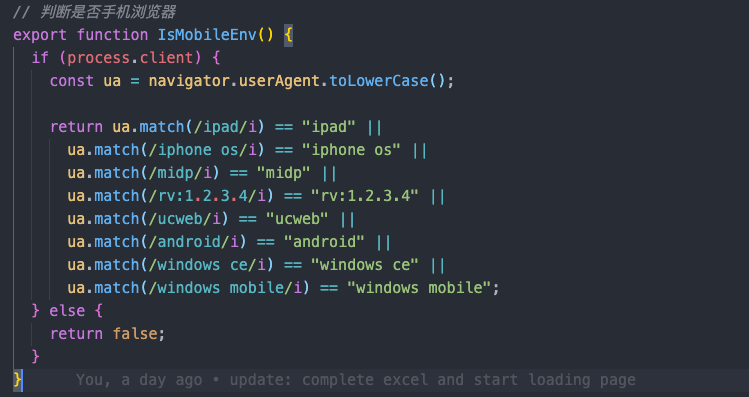 // 判断是否手机浏览器
export function IsMobileEnv() {
if (process.client) {
const ua = navigator.userAgent.toLowerCase();
return ua.match(/ipad/i) == "ipad" ||
ua.match(/iphone os/i) == "iphone os" ||
ua.match(/midp/i) == "midp" ||
ua.match(/rv:1.2.3.4/i) == "rv:1.2.3.4" ||
ua.match(/ucweb/i) == "ucweb" ||
ua.match(/android/i) == "android" ||
ua.match(/windows ce/i) == "windows ce" ||
ua.match(/windows mobile/i) == "windows mobile";
} else {
return false;
}
} You, a day ago • update: complete excel and start loading page